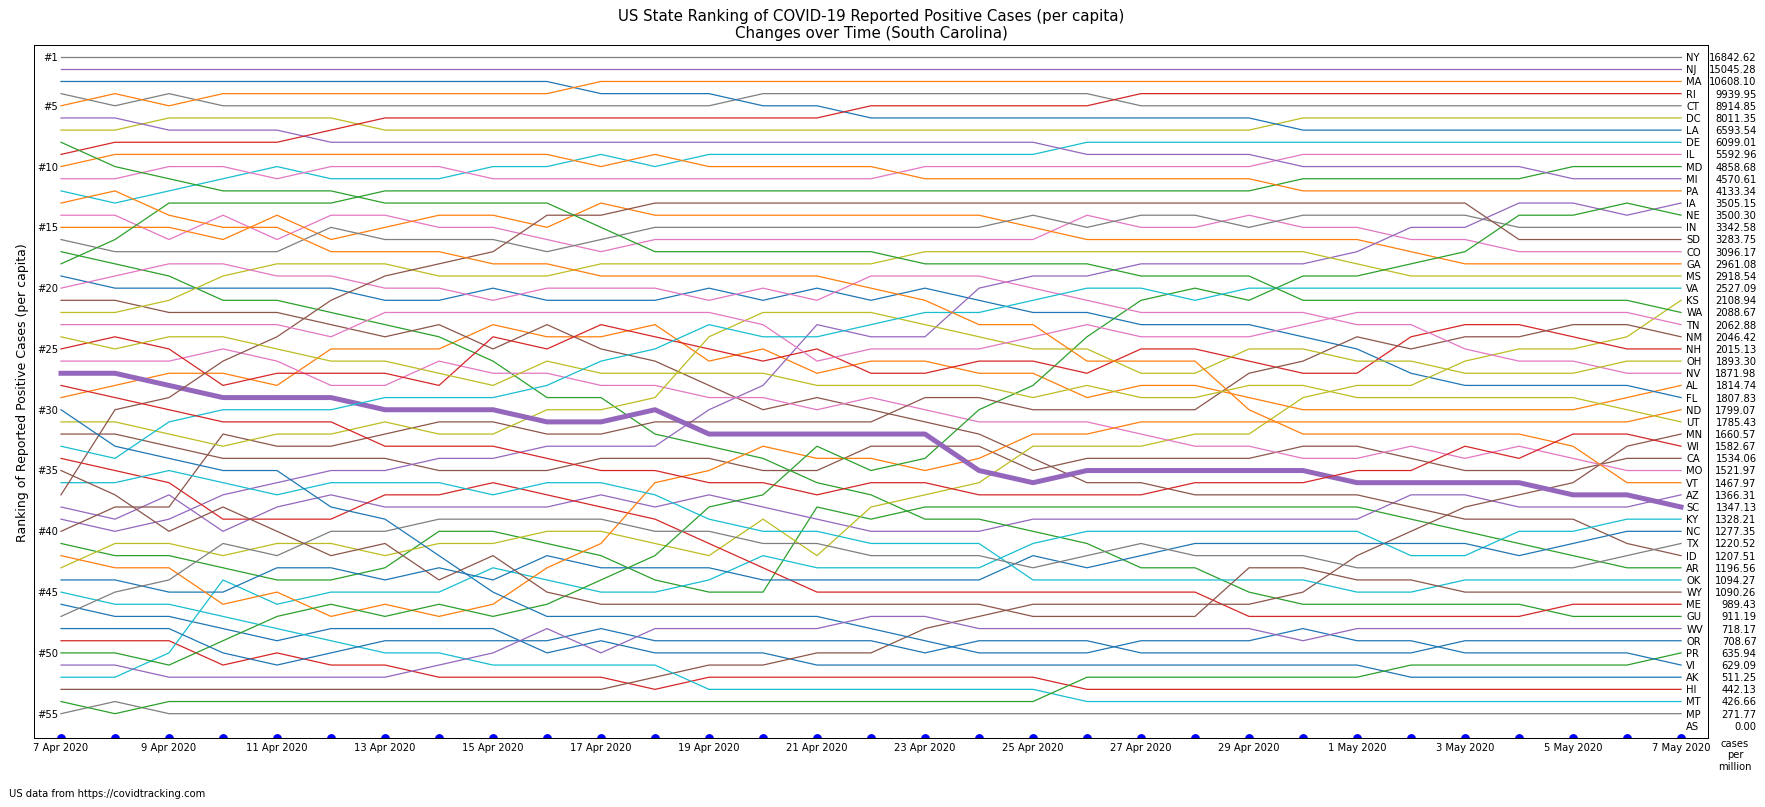 US State Ranking of COVID-19 Reported Positive Cases (per capita)
Changes over Time (South Carolina)
Ranking of Reported Positive Cases (per capita)
#1
#5
#10
#15
#20
#25
#30
#35
#40
#45
#50
#55
NY 16842.62
NJ 15045.28
MA 10608.10
RI 9939.95
CT 8914.85
DC 8011.35
LA 6593.54
DE 6099.01
IL 5592.96
MD 4858.68
MI 4570.61
PA 4133.34
IA 3505.15
NE 3500.30
IN 3342.58
SD 3283.75
CO 3096.17
GA 2961.08
MS 2918.54
VA 2527.09
KS 2108.94
WA 2088.67
TN 2062.88
NM 2046.42
NH 2015.13
OH 1893.30
NV 1871.98
AL 1814.74
FL 1807.83
ND 1799.07
UT 1785.43
MN 1660.57
WI 1582.67
CA 1534.06
MO 1521.97
VT 1467.97
AZ 1366.31
SC 1347.13
KY 1328.21
NC 1277.35
TX 1220.52
ID 1207.51
AR 1196.56
OK 1094.27
WY 1090.26
ME 989.43
GU 911.19
WV 718.17
OR 708.67
PR 635.94
VI 629.09
AK 511.25
HI 442.13
MT 426.66
MP 271.77
AS 0.00
7 Apr 2020 9 Apr 2020 11 Apr 2020 13 Apr 2020 15 Apr 2020 17 Apr 2020 19 Apr 2020 21 Apr 2020 23 Apr 2020 25 Apr 2020 27 Apr 2020 29 Apr 2020 1 May 2020 3 May 2020 5 May 2020 7 May 2020
cases
per
million
US data from https://covidtracking.com